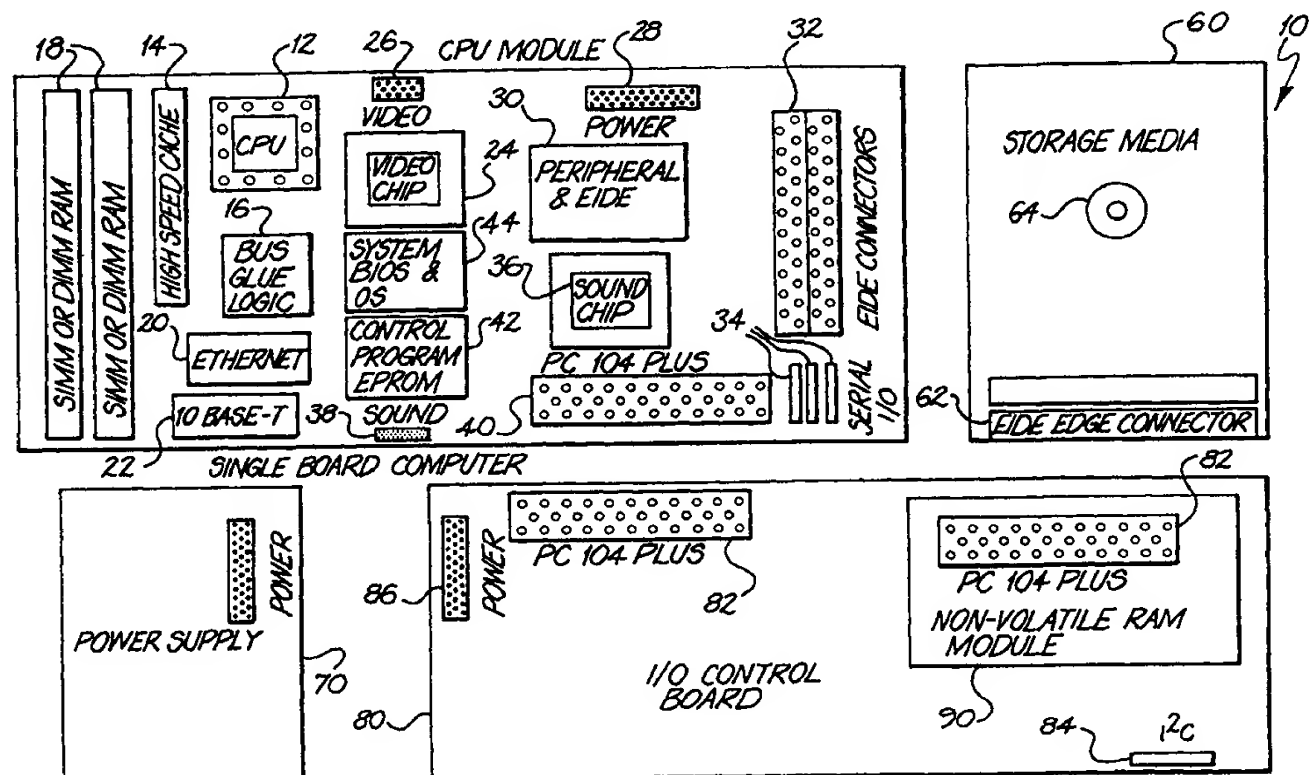 18
14
12
26
CPU MODULE
28
32
60
10
SIMM OR DIMM RAM
SIMM OR DIMM RAM
HIGH SPEED CACHE
CPU
VIDEO
30
POWER
VIDEO
CHIP
24
PERIPHERAL
& EIDE
EIDE CONNECTORS
STORAGE MEDIA
64
16
BUS
GLUE
LOGIC
SYSTEM
BIOS &
OS
44
36
SOUND
CHIP
34
20
ETHERNET
CONTROL
PROGRAM
EPROM
42
PC 104 PLUS
SERIAL
I/O
62
EIDE EDGE CONNECTOR
10 BASE-T
SOUND
38
40
22
SINGLE BOARD COMPUTER
82
POWER
86
POWER
PC 104 PLUS
82
PC 104 PLUS
NON-VOLATILE RAM
MODULE
POWER SUPPLY
70
80
I/O CONTROL
BOARD
90
84
I2C